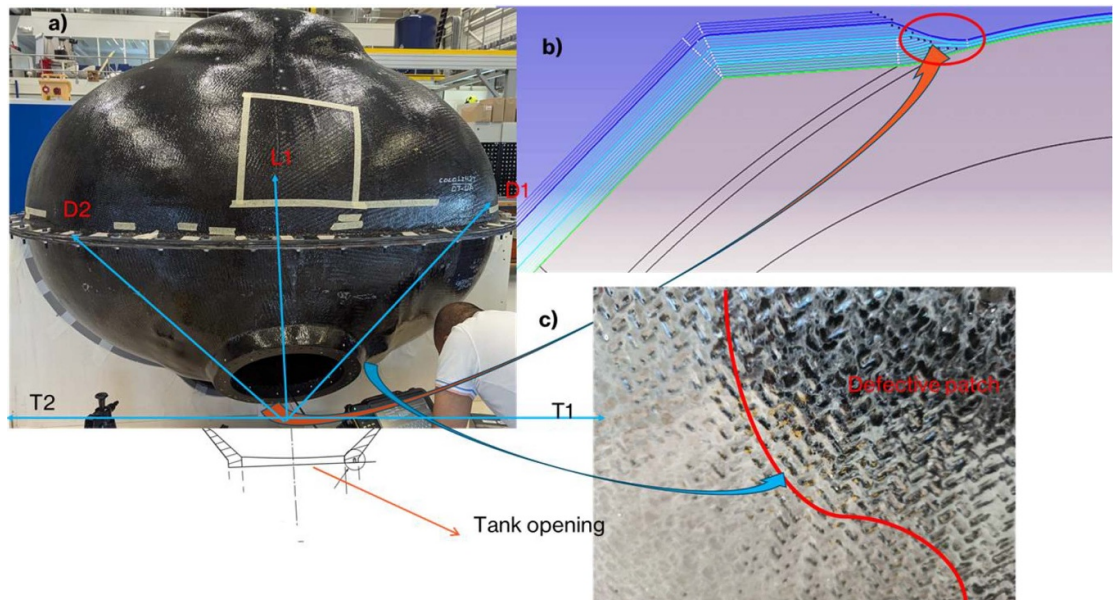 a)
b)
L1
D1
D2
c)
Defective patch
T2
T1
Tank opening